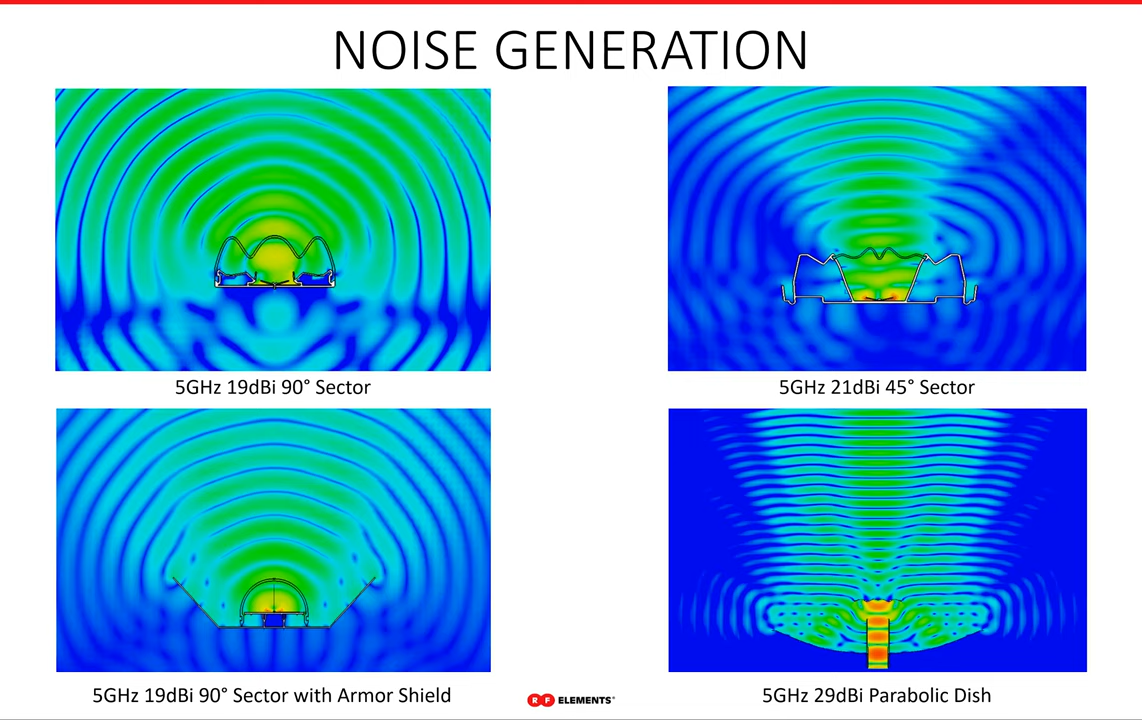 NOISE GENERATION
5GHz 19dBi 90° Sector
5GHz 21dBi 45° Sector
5GHz 19dBi 90° Sector with Armor Shield
RF ELEMENTS®
5GHz 29dBi Parabolic Dish